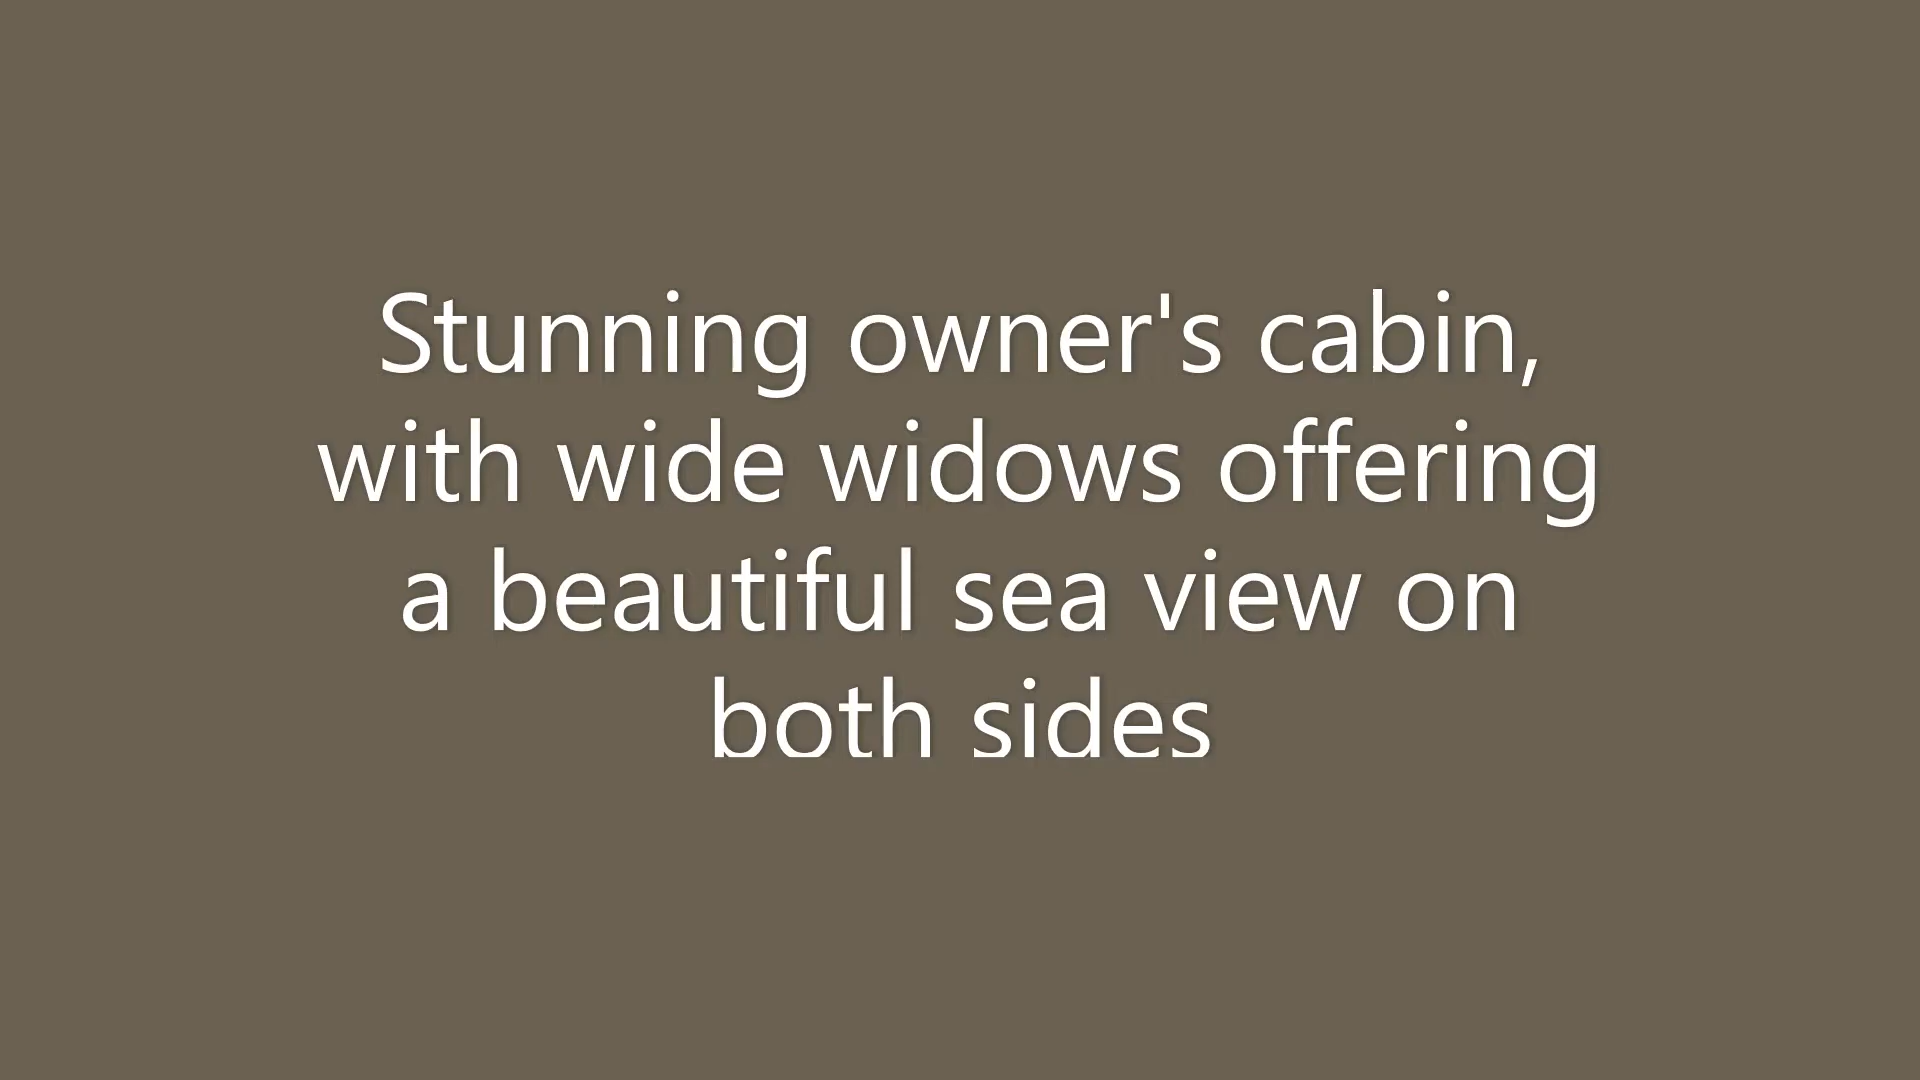 Stunning owner's cabin,
with wide widows offering
a beautiful sea view on
both sides